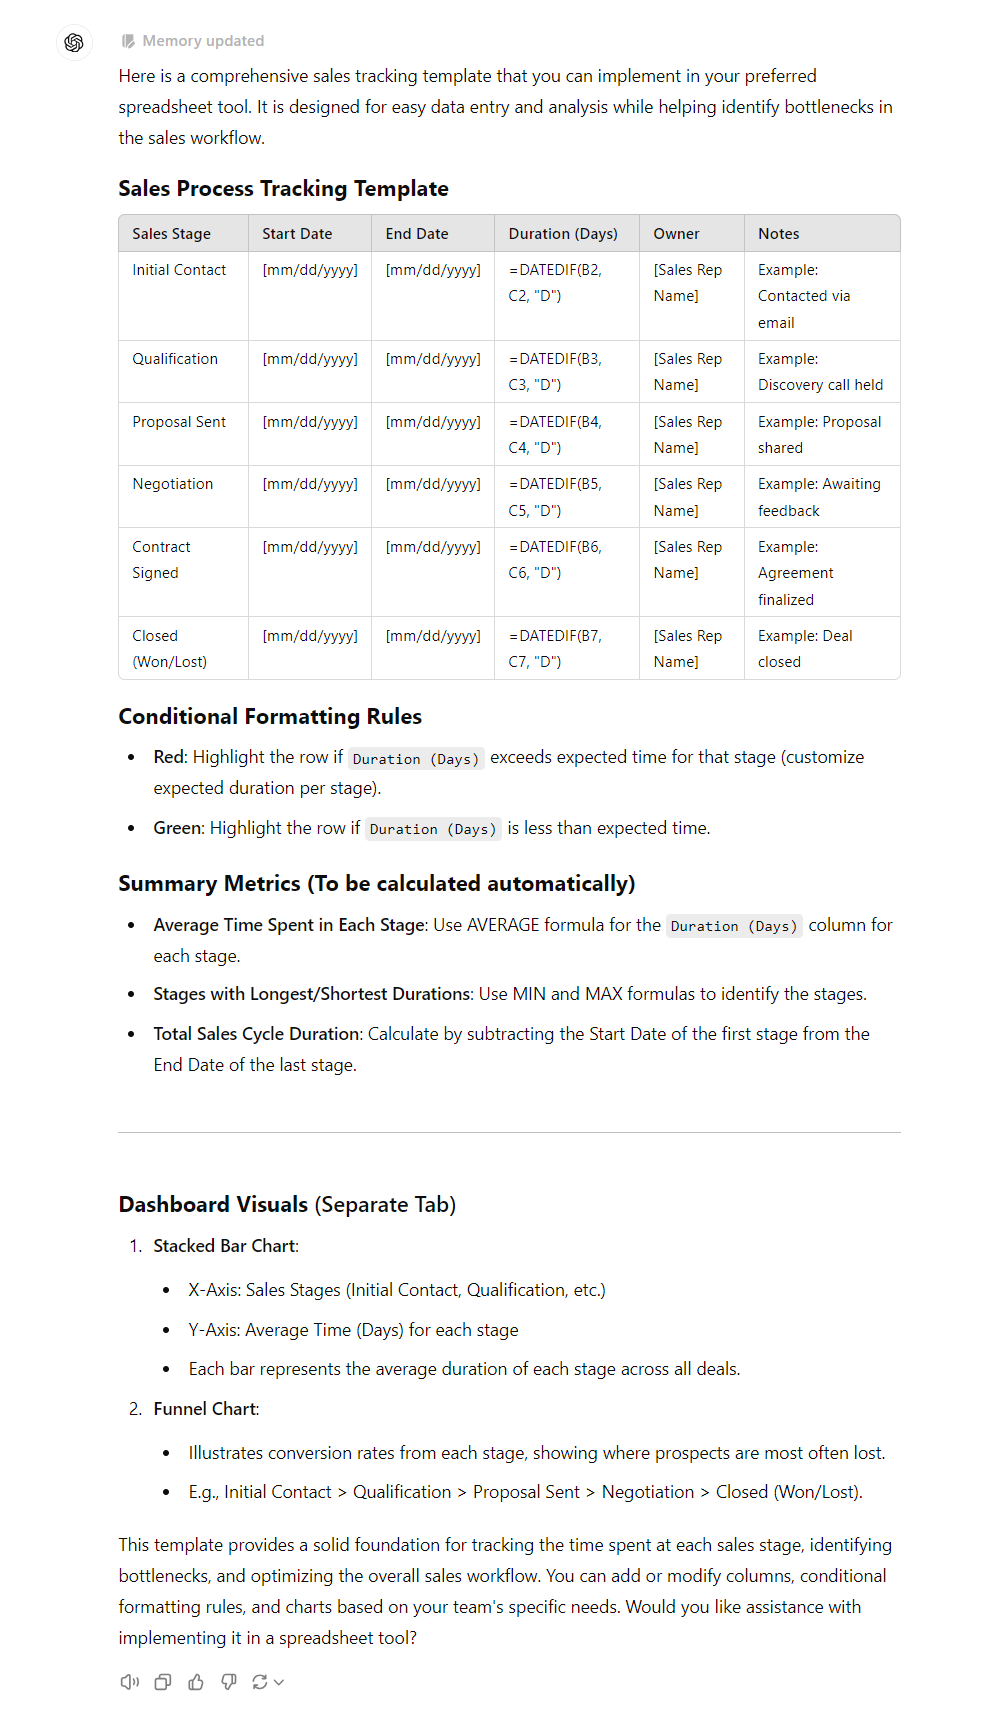 Memory updated
Here is a comprehensive sales tracking template that you can implement in your preferred
spreadsheet tool. It is designed for easy data entry and analysis while helping identify bottlenecks in
the sales workflow.
Sales Process Tracking Template
Sales Stage Start Date End Date Duration (Days) Owner Notes
Initial Contact [mm/dd/yyyy] [mm/dd/yyyy] =DATEDIF(B2, [Sales Rep Example:
C2, "D") Name] Contacted via
email
Qualification [mm/dd/yyyy] [mm/dd/yyyy] =DATEDIF(B3, [Sales Rep Example:
C3, "D") Name] Discovery call held
Proposal Sent [mm/dd/yyyy] [mm/dd/yyyy] =DATEDIF(B4, [Sales Rep Example: Proposal
C4, "D") Name] shared
Negotiation [mm/dd/yyyy] [mm/dd/yyyy] =DATEDIF(B5, [Sales Rep Example: Awaiting
C5, "D") Name] feedback
Contract [mm/dd/yyyy] [mm/dd/yyyy] =DATEDIF(B6, [Sales Rep Example:
Signed C6, "D") Name] Agreement
finalized
Closed [mm/dd/yyyy] [mm/dd/yyyy] =DATEDIF(B7, [Sales Rep Example: Deal
(Won/Lost) C7, "D") Name] closed
Conditional Formatting Rules
• Red: Highlight the row if Duration (Days) exceeds expected time for that stage (customize
expected duration per stage).
• Green: Highlight the row if Duration (Days) is less than expected time.
Summary Metrics (To be calculated automatically)
• Average Time Spent in Each Stage: Use AVERAGE formula for the Duration (Days) column for
each stage.
• Stages with Longest/Shortest Durations: Use MIN and MAX formulas to identify the stages.
• Total Sales Cycle Duration: Calculate by subtracting the Start Date of the first stage from the
End Date of the last stage.
Dashboard Visuals (Separate Tab)
1. Stacked Bar Chart:
• X-Axis: Sales Stages (Initial Contact, Qualification, etc.)
• Y-Axis: Average Time (Days) for each stage
• Each bar represents the average duration of each stage across all deals.
2. Funnel Chart:
• Illustrates conversion rates from each stage, showing where prospects are most often lost.
• E.g., Initial Contact > Qualification > Proposal Sent > Negotiation > Closed (Won/Lost).
This template provides a solid foundation for tracking the time spent at each sales stage, identifying
bottlenecks, and optimizing the overall sales workflow. You can add or modify columns, conditional
formatting rules, and charts based on your team's specific needs. Would you like assistance with
implementing it in a spreadsheet tool?